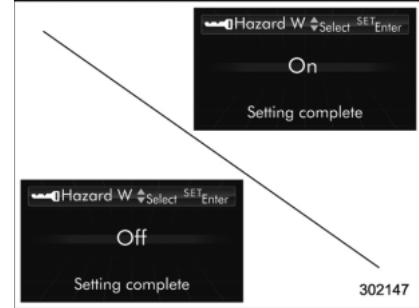 Hazard W Select SET Enter
On
Setting complete
Hazard W Select SET Enter
Off
Setting complete
302147